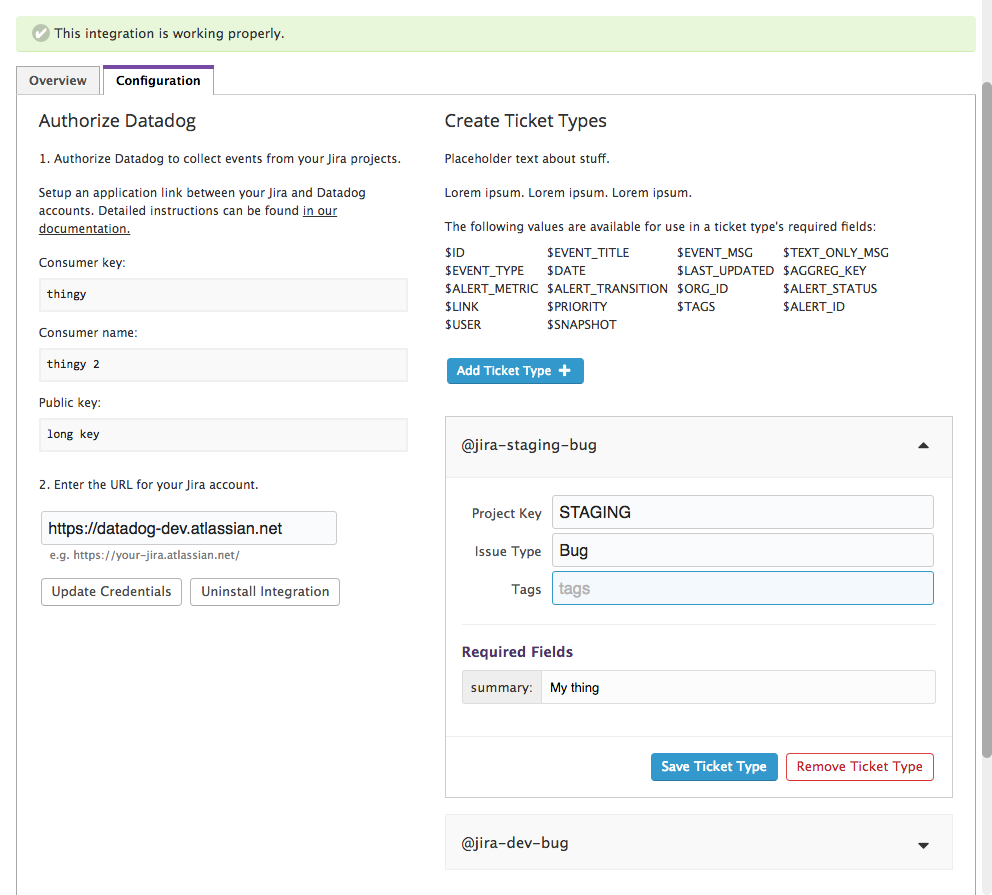 This integration is working properly.
Overview
Configuration
Authorize Datadog
1. Authorize Datadog to collect events from your Jira projects.
Setup an application link between your Jira and Datadog
accounts. Detailed instructions can be found in our
documentation.
Consumer key:
thingy
Consumer name:
thingy 2
Public key:
long key
2. Enter the URL for your Jira account.
https://datadog-dev.atlassian.net
e.g. https://your-jira.atlassian.net/
Update Credentials
Uninstall Integration
Create Ticket Types
Placeholder text about stuff.
Lorem ipsum. Lorem ipsum. Lorem ipsum.
The following values are available for use in a ticket type's required fields:
$ID $EVENT_TITLE $EVENT_MSG $TEXT_ONLY_MSG
$EVENT_TYPE $DATE $LAST_UPDATED $AGGREG_KEY
$ALERT_METRIC $ALERT_TRANSITION $ORG_ID $ALERT_STATUS
$LINK $PRIORITY $TAGS $ALERT_ID
$USER $SNAPSHOT
Add Ticket Type +
@jira-staging-bug
Project Key STAGING
Issue Type Bug
Tags tags
Required Fields
summary: My thing
Save Ticket Type
Remove Ticket Type
@jira-dev-bug